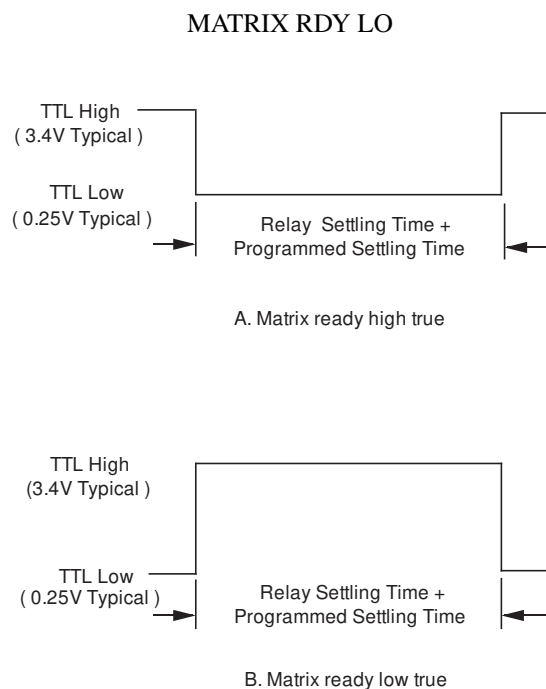 MATRIX RDY LO
TTL High
( 3.4V Typical )
TTL Low
( 0.25V Typical )
Relay Settling Time +
Programmed Settling Time
A. Matrix ready high true
TTL High
(3.4V Typical )
TTL Low
( 0.25V Typical )
Relay Settling Time +
Programmed Settling Time
B. Matrix ready low true